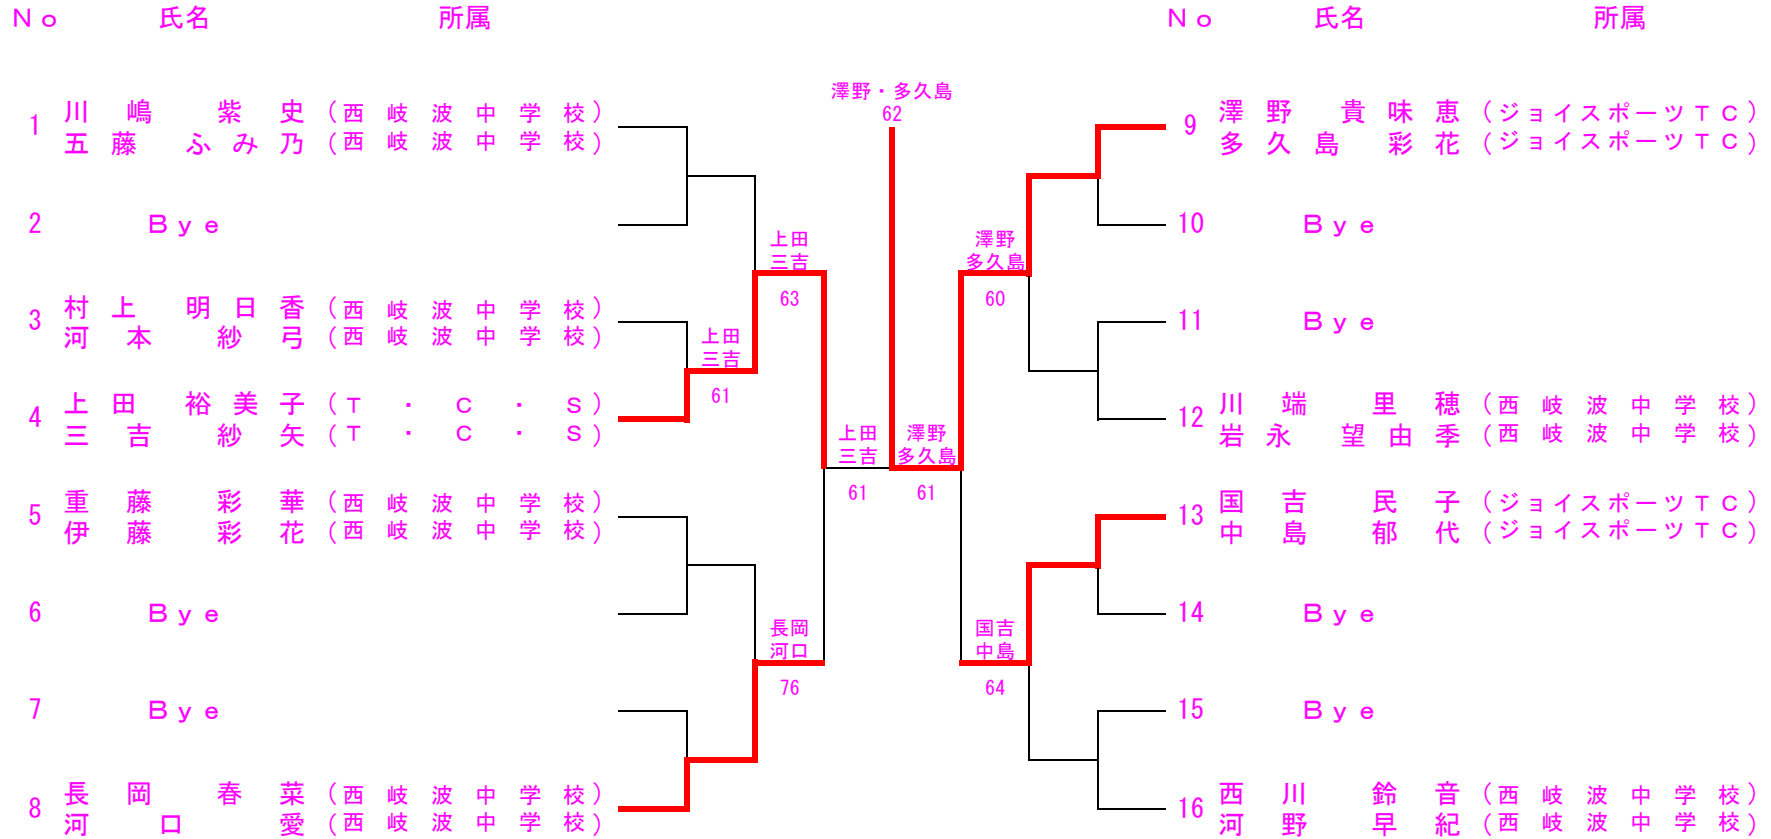 No 氏名 所属
1 川嶋 紫史 (西岐波中学校)
五藤 ふみ乃 (西岐波中学校)
2 Bye
3 村上 明日香 (西岐波中学校)
河本 紗弓 (西岐波中学校)
4 上田 裕美子 (T・C・S)
三吉 紗矢 (T・C・S)
5 重藤 彩華 (西岐波中学校)
伊藤 彩花 (西岐波中学校)
6 Bye
7 Bye
8 長岡 春菜 (西岐波中学校)
河口 愛 (西岐波中学校)
上田
三吉
61
上田
三吉
63
長岡
河口
76
上田
三吉
61
澤野・多久島
62
澤野
多久島
61
澤野
多久島
60
国吉
中島
64
No 氏名 所属
9 澤野 貴味恵 (ジョイスポーツTC)
多久島 彩花 (ジョイスポーツTC)
10 Bye
11 Bye
12 川端 里穂 (西岐波中学校)
岩永 望由季 (西岐波中学校)
13 国吉 民子 (ジョイスポーツTC)
中島 郁代 (ジョイスポーツTC)
14 Bye
15 Bye
16 西川 鈴音 (西岐波中学校)
河野 早紀 (西岐波中学校)